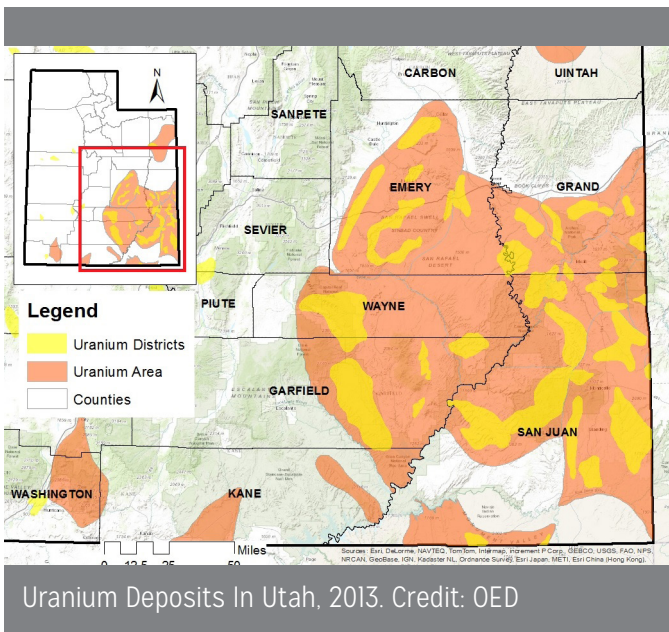 N
CARBON
UINTAH
SANPETE
EMERY
GRAND
SEVIER
SAN RAFAEL
DESERT
PIUTE
WAYNE
GARFIELD
SAN JUAN
WASHINGTON
KANE
Legend
Uranium Districts
Uranium Area
Counties
Miles
0 12.5 25 50
Sources: Esri, DeLorme, NAVTEQ, TomTom, Intermap, increment P Corp., GEBCO, USGS, FAO, NPS,
NRCAN, GeoBase, IGN, Kadaster NL, Ordnance Survey, Esri Japan, METI, Esri China (Hong Kong),
Uranium Deposits In Utah, 2013. Credit: OED